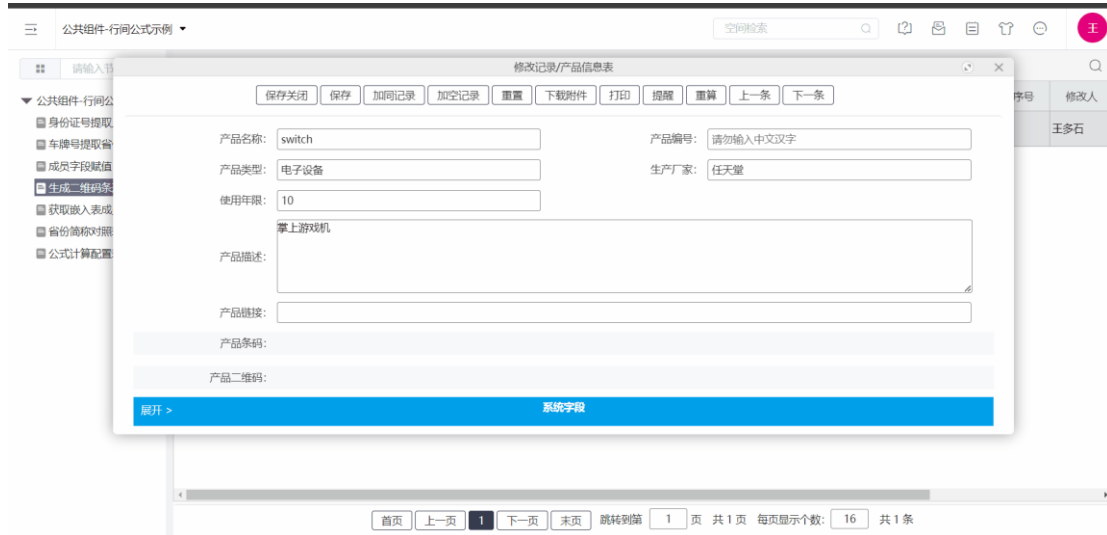 公共组件-行间公式示例
空间检索
王
请输入节
修改记录/产品信息表
保存关闭 保存 加同记录 加空记录 重置 下载附件 打印 提醒 重算 上一条 下一条
公共组件-行间公
身份证号提取
车牌号提取省
成员字段赋值
生成二维码条
获取嵌入表成
省份简称对照
公式计算配置
序号 修改人
王多石
产品名称: switch 产品编号: 请勿输入中文汉字
产品类型: 电子设备 生产厂家: 任天堂
使用年限: 10
产品描述: 掌上游戏机
产品链接:
产品条码:
产品二维码:
展开 > 系统字段
首页 上一页 1 下一页 末页 跳转到第 1 页 共 1 页 每页显示个数: 16 共 1 条